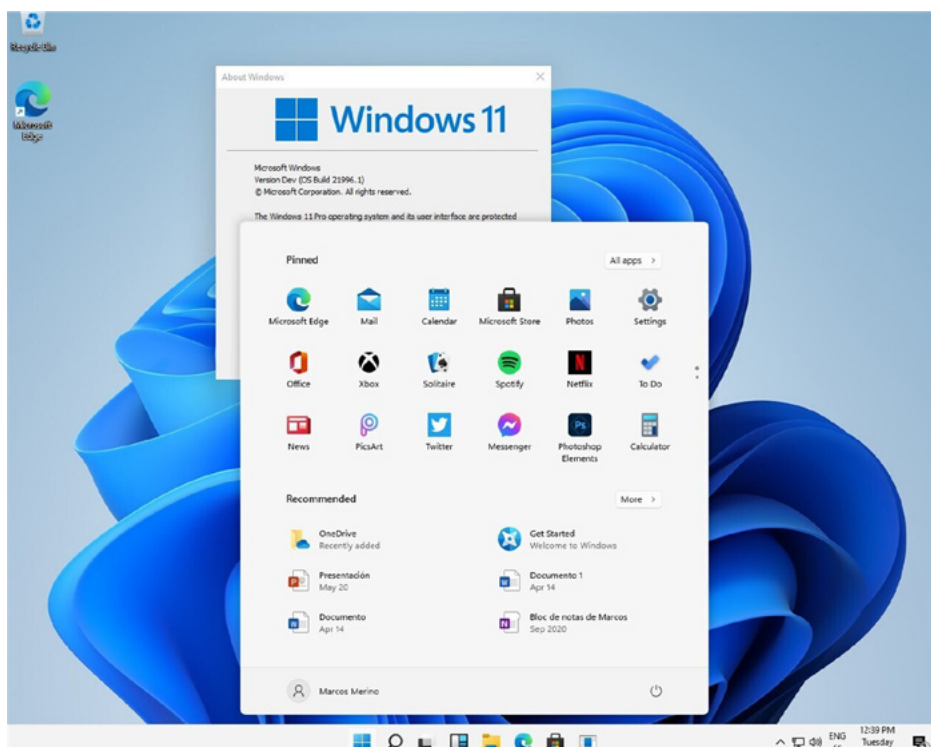 Recycle Bin
Microsoft
Edge
About Windows
Windows 11
Microsoft Windows
Version Dev (OS Build 21996.1)
© Microsoft Corporation. All rights reserved.
The Windows 11 Pro operating system and its user interface are protected
Pinned
All apps
Microsoft Edge
Mail
Calendar
Microsoft Store
Photos
Settings
Office
Xbox
Solitaire
Spotify
Netflix
To Do
News
PicsArt
Twitter
Messenger
Photoshop
Elements
Calculator
Recommended
More
OneDrive
Recently added
Get Started
Welcome to Windows
Presentación
May 20
Documento 1
Apr 14
Documento
Apr 14
Bloc de notas de Marcos
Sep 2020
Marcos Merino
ENG
12:39 PM
Tuesday